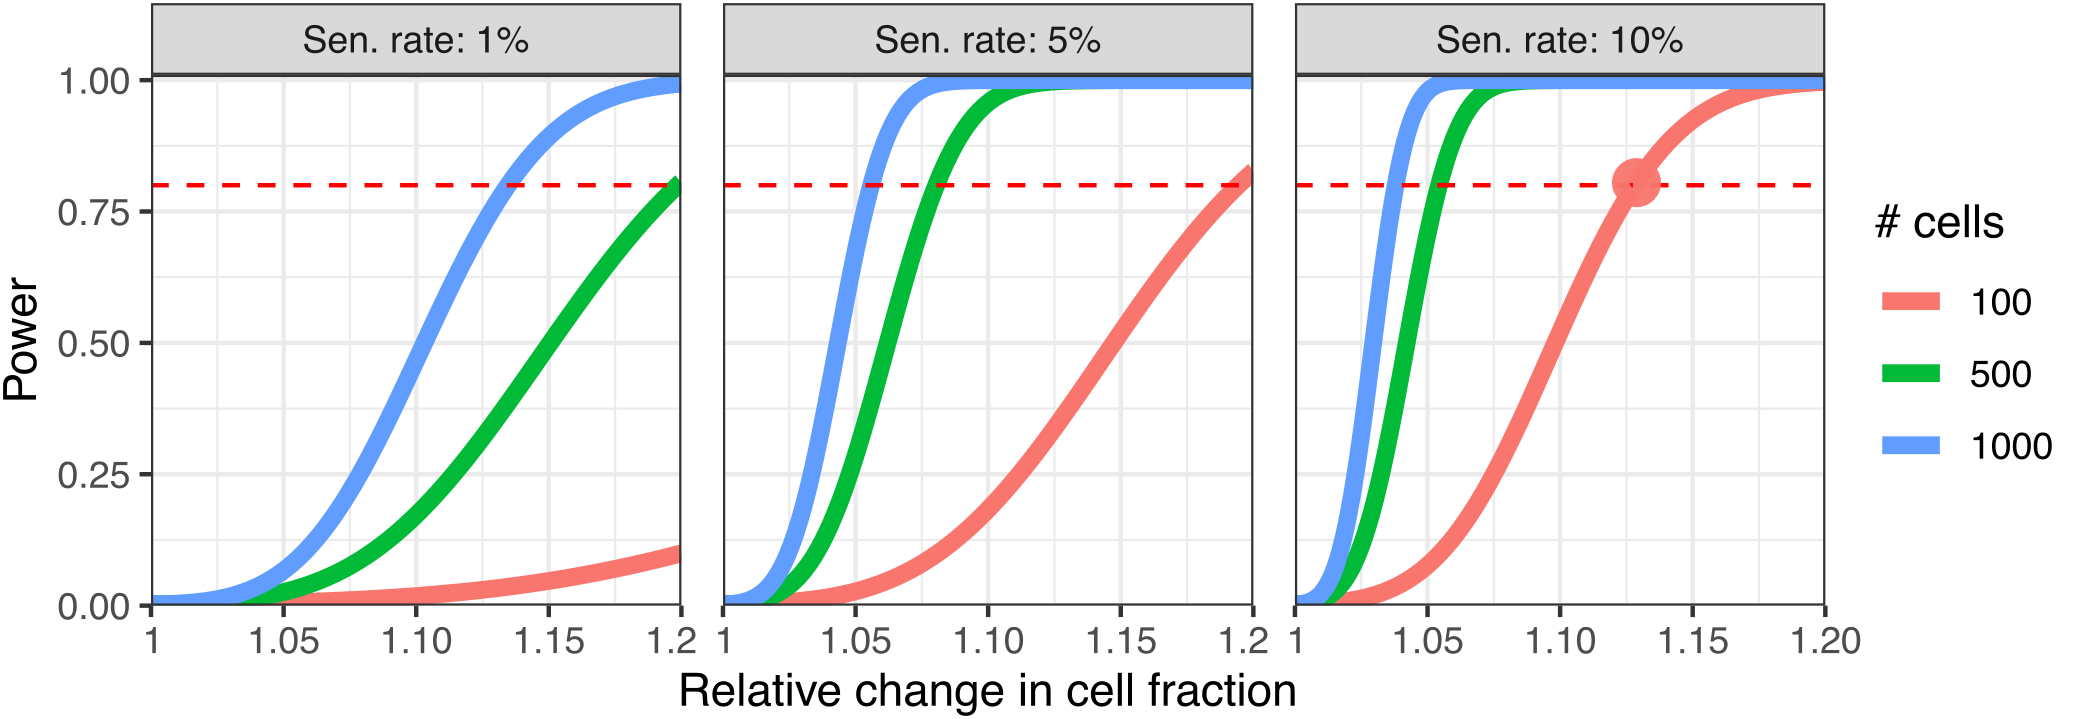 Sen. rate: 1%
Sen. rate: 5%
Sen. rate: 10%
1.00
0.75
0.50
0.25
0.00
Power
1 1.05 1.10 1.15 1.2
1 1.05 1.10 1.15 1.2
1 1.05 1.10 1.15 1.20
Relative change in cell fraction
# cells
100
500
1000